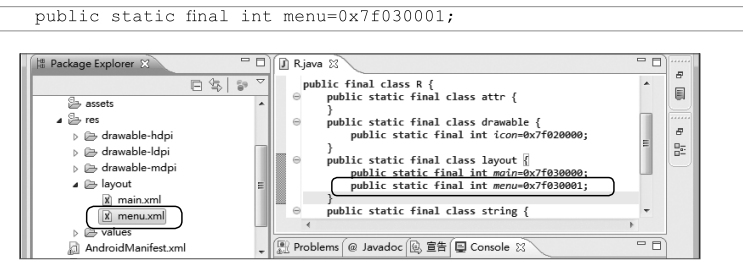 public static final int menu=0x7f030001;
Package Explorer
assets
res
drawable-hdpi
drawable-ldpi
drawable-mdpi
layout
main.xml
menu.xml
values
AndroidManifest.xml
R.java
public final class R {
public static final class attr {
}
public static final class drawable {
public static final int icon=0x7f020000;
}
public static final class layout {
public static final int main=0x7f030000;
public static final int menu=0x7f030001;
}
public static final class string {
Problems @ Javadoc 宣告 Console